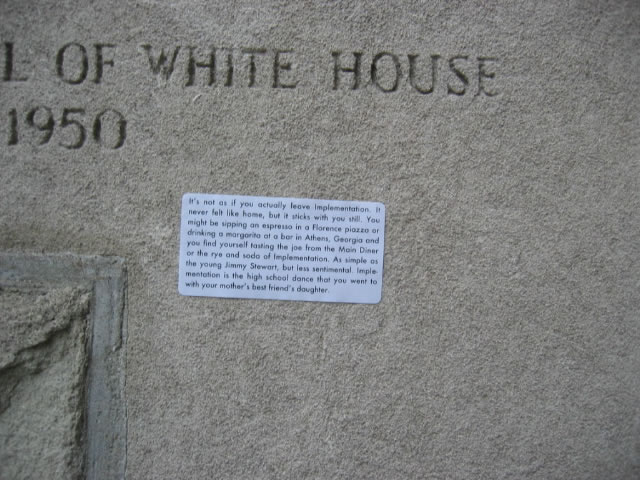 L OF WHITE HOUSE
1950
It's not as if you actually leave Implementation. It
never felt like home, but it sticks with you still. You
might be sipping an espresso in a Florence piazza or
drinking a margarita at a bar in Athens, Georgia and
you find yourself tasting the joe from the Main Diner
or the rye and soda of Implementation. As simple as
the young Jimmy Stewart, but less sentimental. Imple-
mentation is the high school dance that you went to
with your mother's best friend's daughter.